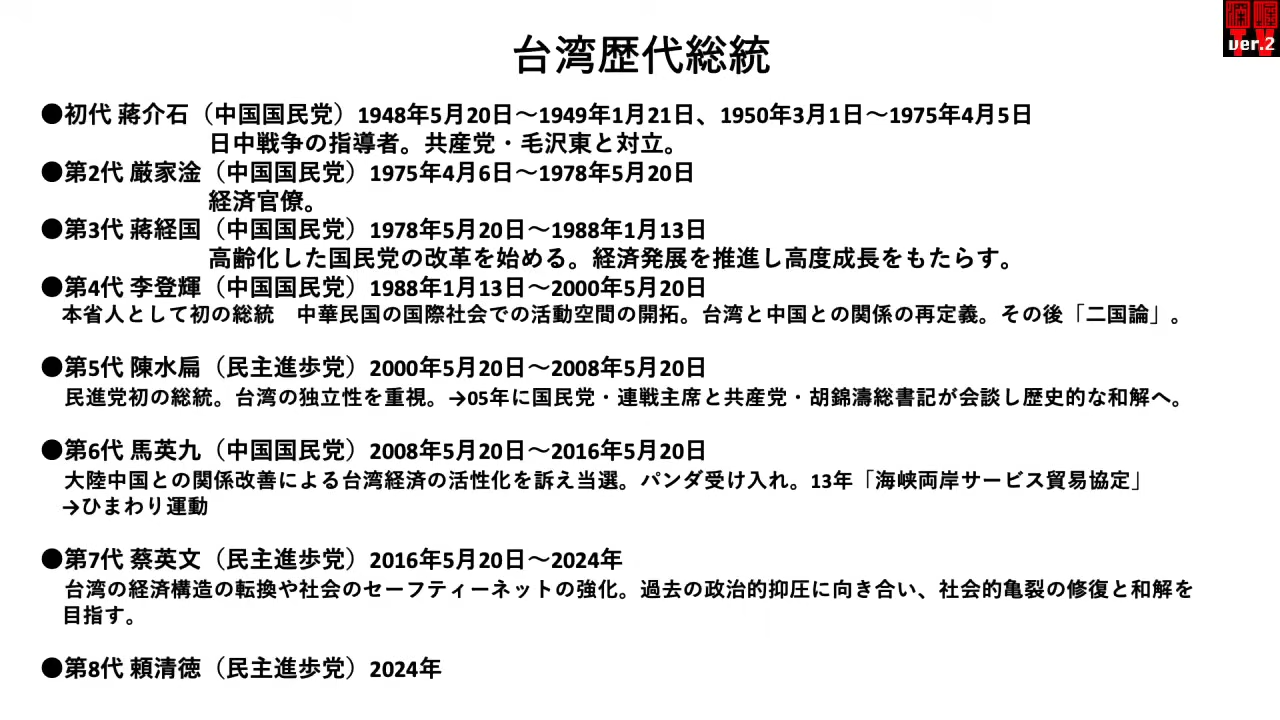 台湾歴代総統
ver.2
●初代 蔣介石（中国国民党）1948年5月20日～1949年1月21日、1950年3月1日～1975年4月5日
日中戦争の指導者。共産党・毛沢東と対立。
●第2代 厳家淦（中国国民党）1975年4月6日～1978年5月20日
経済官僚。
●第3代 蔣経国（中国国民党）1978年5月20日～1988年1月13日
高齢化した国民党の改革を始める。経済発展を推進し高度成長をもたらす。
●第4代 李登輝（中国国民党）1988年1月13日～2000年5月20日
本省人として初の総統　中華民国の国際社会での活動空間の開拓。台湾と中国との関係の再定義。その後「二国論」。
●第5代 陳水扁（民主進歩党）2000年5月20日～2008年5月20日
民進党初の総統。台湾の独立性を重視。→05年に国民党・連戦主席と共産党・胡錦濤総書記が会談し歴史的な和解へ。
●第6代 馬英九（中国国民党）2008年5月20日～2016年5月20日
大陸中国との関係改善による台湾経済の活性化を訴え当選。パンダ受け入れ。13年「海峡両岸サービス貿易協定」
→ひまわり運動
●第7代 蔡英文（民主進歩党）2016年5月20日～2024年
台湾の経済構造の転換や社会のセーフティーネットの強化。過去の政治的抑圧に向き合い、社会的亀裂の修復と和解を
目指す。
●第8代 頼清徳（民主進歩党）2024年